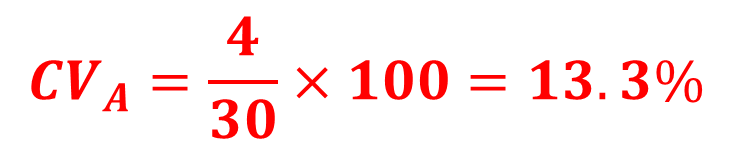 CV_A = 4/30 × 100 = 13.3%